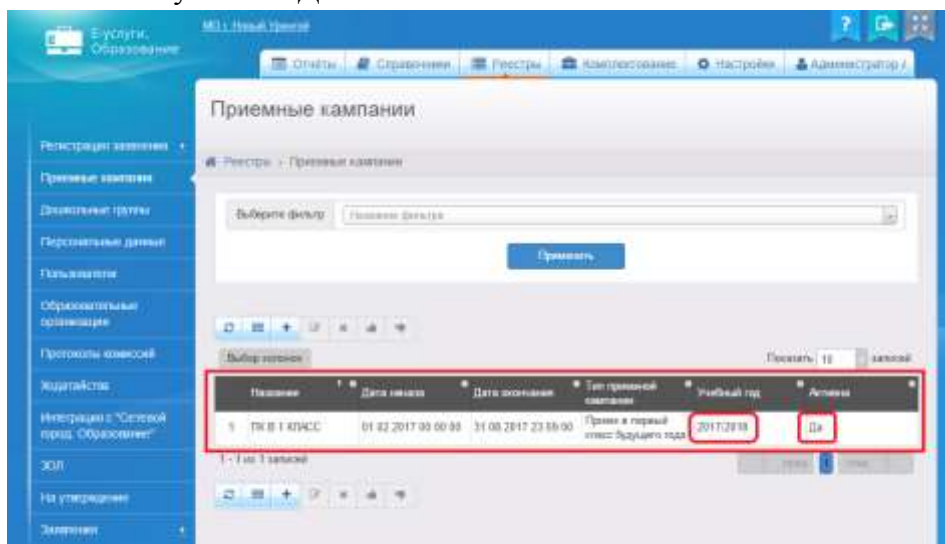 Е-услуги.
Образование
МО г. Новый Уренгой
Отчёты
Справочники
Реестры
Комплектование
Настройки
Администратор А
Приемные кампании
Реестры
Приемные кампании
Регистрация заявления
Приемные кампании
Дошкольные группы
Персональные данные
Пользователи
Образовательные
организации
Протоколы комиссий
Ходатайства
Интеграция с "Сетевой
город. Образование"
ЗОЛ
На утверждение
Заявления
Выберите фильтр
Название фильтра
Применить
Выбор колонок
Показать 10 записей
Название
Дата начала
Дата окончания
Тип приемной
кампании
Учебный год
Активна
1
ПК В 1 КЛАСС
01.02.2017 00:00:00
31.08.2017 23:59:00
Прием в первый
класс будущего года
2017/2018
Да
1 - 1 из 1 записей
1